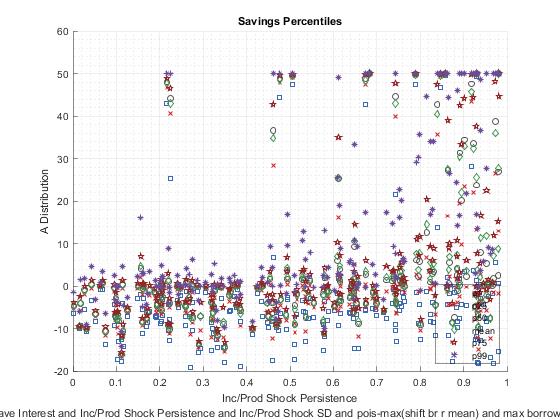 Savings Percentiles
60
50
40
30
20
10
0
-10
-20
A Distribution
mean
p99
0 0.1 0.2 0.3 0.4 0.5 0.6 0.7 0.8 0.9 1
Inc/Prod Shock Persistence
ave Interest and Inc/Prod Shock Persistence and Inc/Prod Shock SD and pois-max(shift br r mean) and max borrow